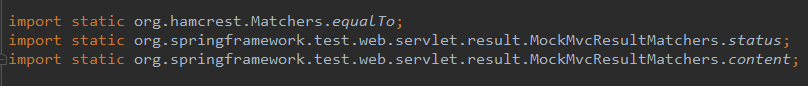 import static org.hamcrest.Matchers.equalTo;
import static org.springframework.test.web.servlet.result.MockMvcResultMatchers.status;
import static org.springframework.test.web.servlet.result.MockMvcResultMatchers.content;